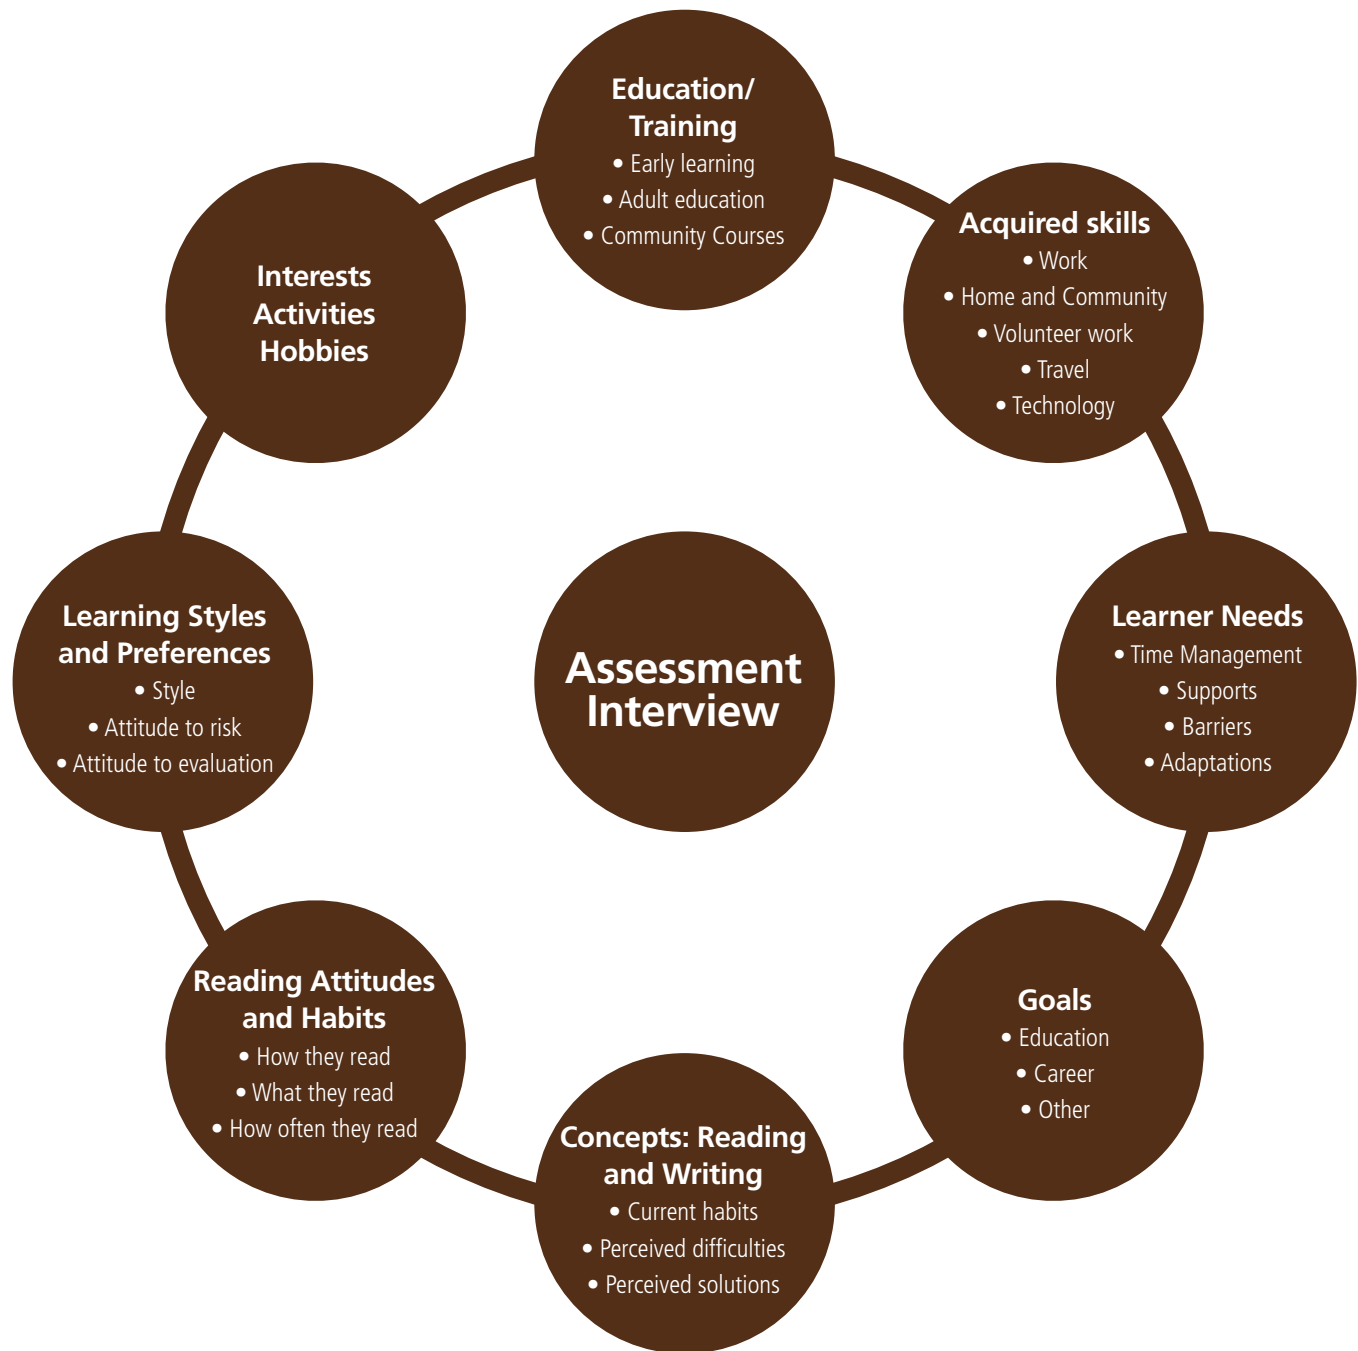 Education/
Training
• Early learning
• Adult education
• Community Courses
Acquired skills
• Work
• Home and Community
• Volunteer work
• Travel
• Technology
Learner Needs
• Time Management
• Supports
• Barriers
• Adaptations
Goals
• Education
• Career
• Other
Concepts: Reading
and Writing
• Current habits
• Perceived difficulties
• Perceived solutions
Reading Attitudes
and Habits
• How they read
• What they read
• How often they read
Learning Styles
and Preferences
• Style
• Attitude to risk
• Attitude to evaluation
Interests
Activities
Hobbies
Assessment
Interview